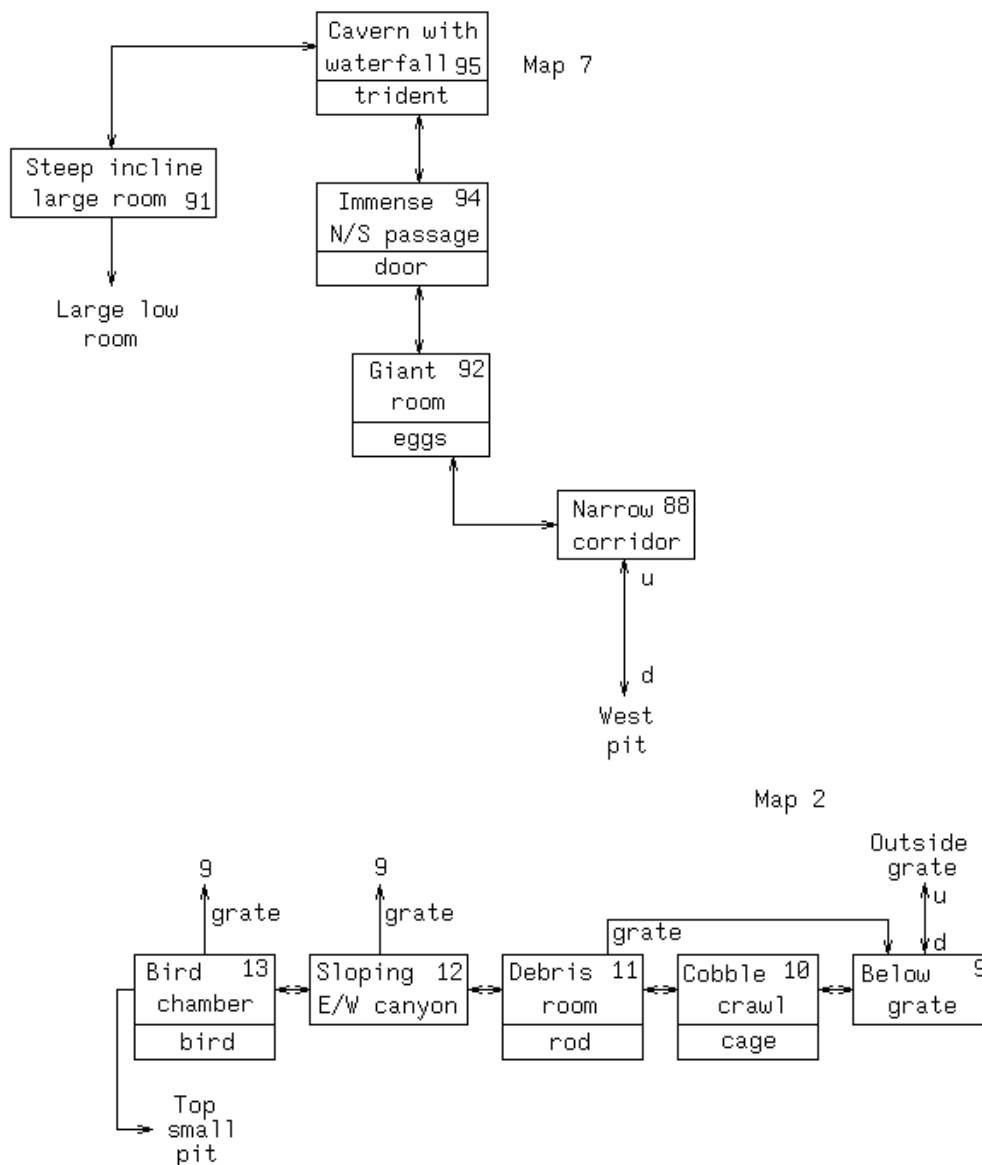 Cavern with
waterfall 95
trident
Map 7
Steep incline
large room 91
Large low
room
Immense 94
N/S passage
door
Giant 92
room
eggs
Narrow 88
corridor
u
d
West
pit
Map 2
9
grate
9
grate
Outside
grate
u
d
grate
Bird 13
chamber
bird
Sloping 12
E/W canyon
Debris 11
room
rod
Cobble 10
crawl
cage
Below 9
grate
Top
small
pit